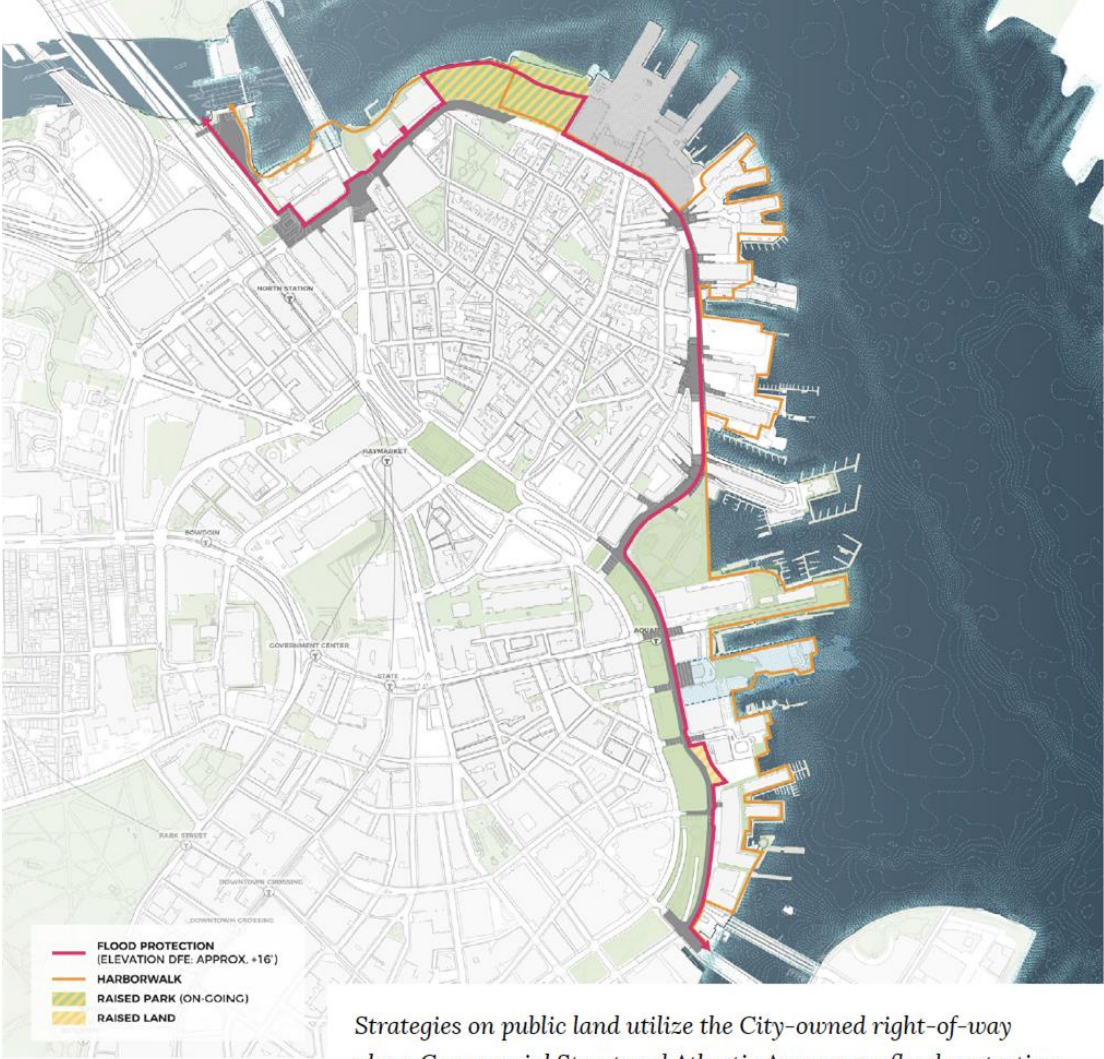 NORTH STATION
HAYMARKET
BOWDOIN
AQUARIUM
GOVERNMENT CENTER
STATE
PARK STREET
DOWNTOWN CROSSING
DOWNTOWN CROSSING
FLOOD PROTECTION
(ELEVATION DFE: APPROX. +16')
HARBORWALK
RAISED PARK (ON-GOING)
RAISED LAND
Strategies on public land utilize the City-owned right-of-way